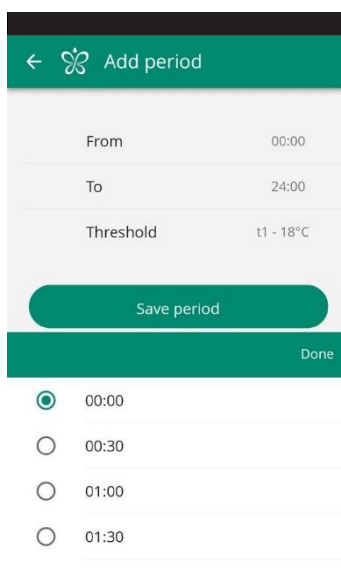 Add period
From 00:00
To 24:00
Threshold t1 - 18°C
Save period
Done
00:00
00:30
01:00
01:30